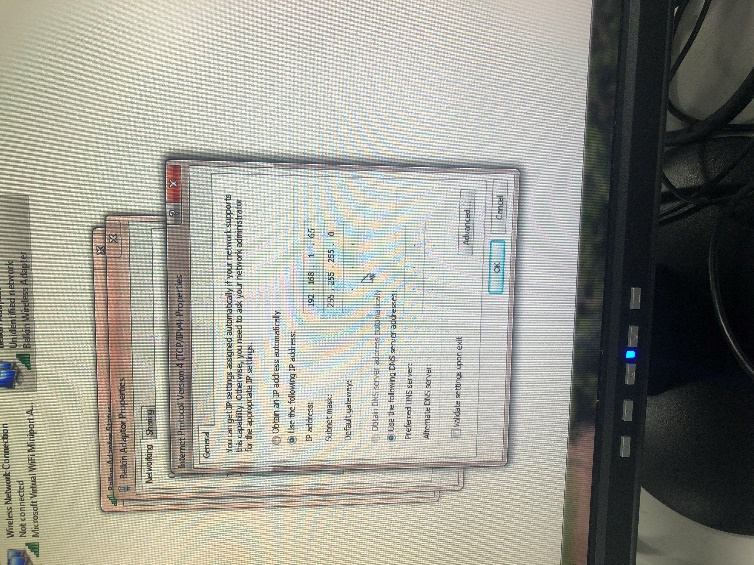 Wireless Network Connection
Not connected
Microsoft Virtual WiFi Miniport A...
Unidentified network
Belkin Wireless Adapter
Belkin Adaptor Properties
Networking Sharing
Internet Protocol Version 4 (TCP/IPv4) Properties
General
You can get IP settings assigned automatically if your network supports
this capability. Otherwise, you need to ask your network administrator
for the appropriate IP settings.
Obtain an IP address automatically
Use the following IP address:
IP address: 192 . 168 . 1 . 65
Subnet mask: 255 . 255 . 255 . 0
Default gateway:
Obtain DNS server address automatically
Use the following DNS server addresses:
Preferred DNS server:
Alternate DNS server:
Validate settings upon exit
Advanced...
OK Cancel